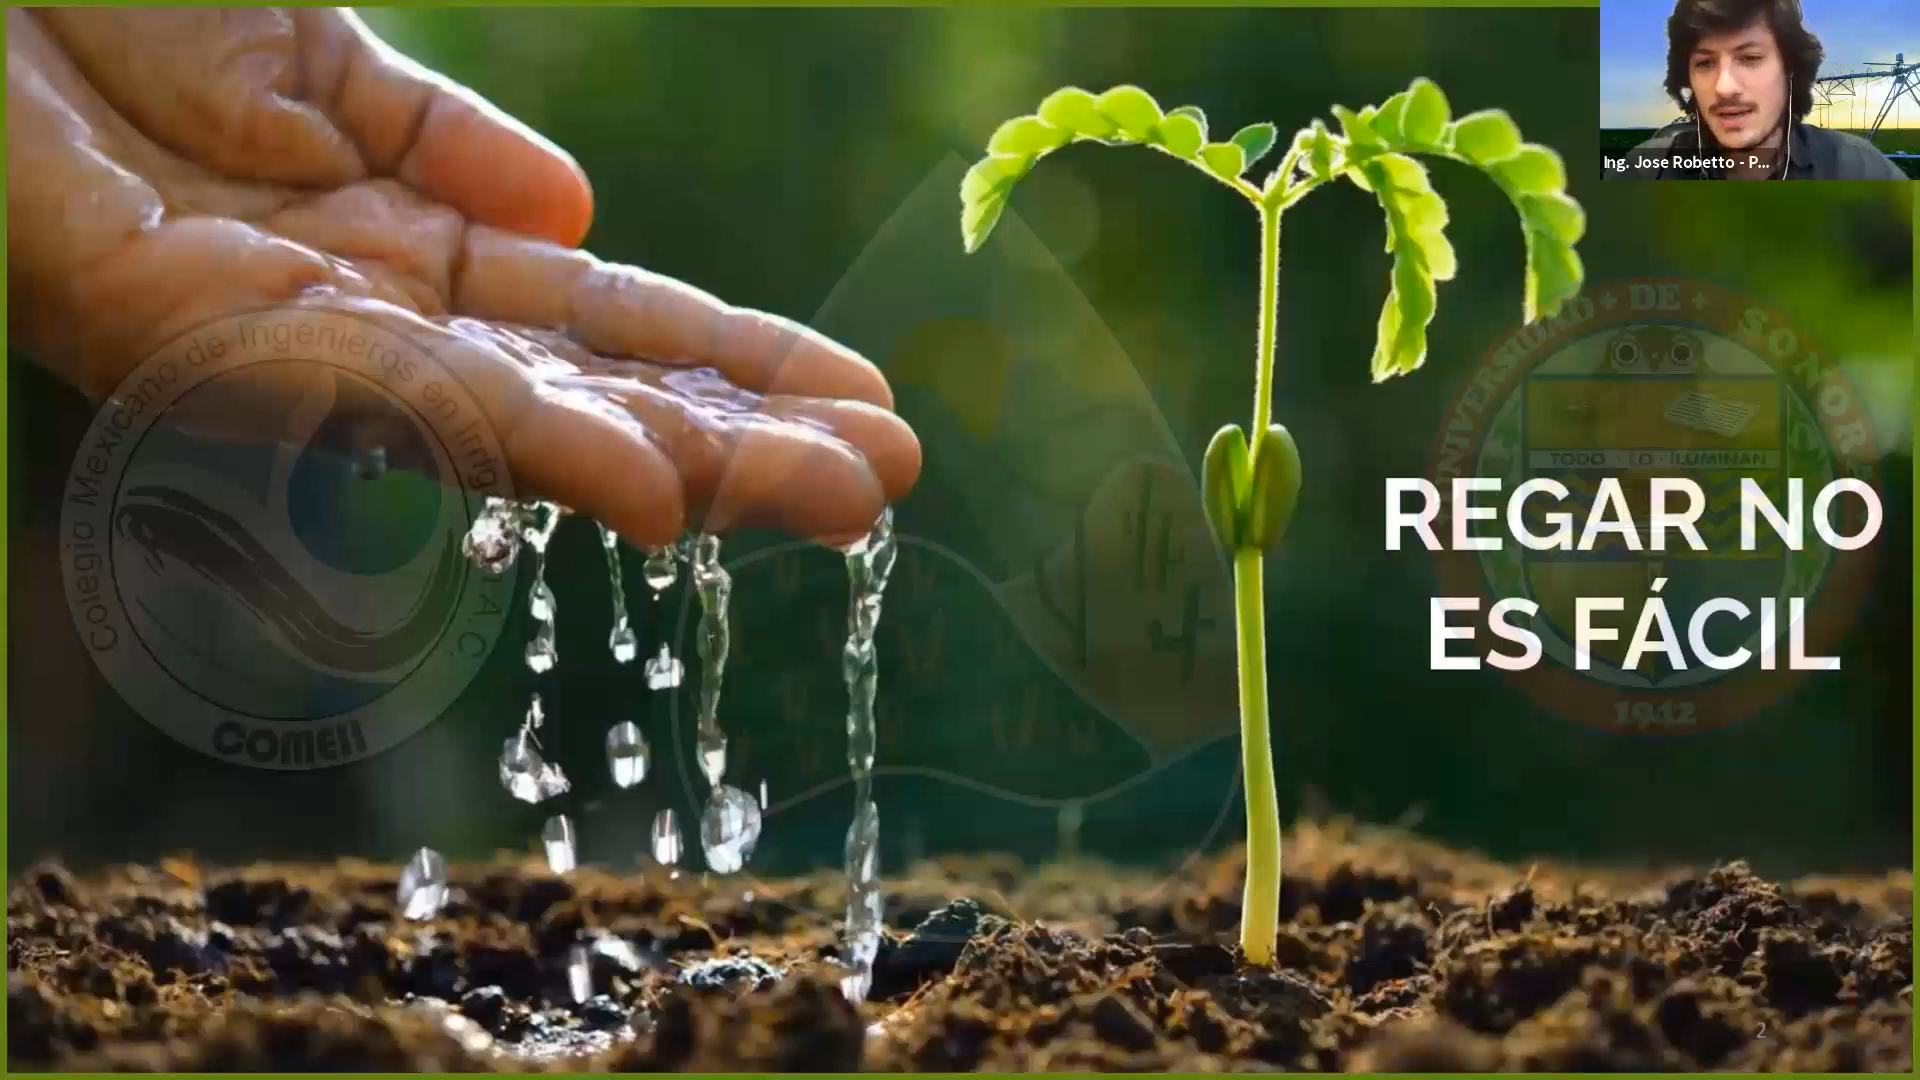 Ing. Jose Robetto - P...
REGAR NO
ES FÁCIL
Colegio Mexicano de Ingenieros en Irrig
A.C.
COMEII
UNIVERSIDAD DE SONOR
TODO LO ILUMINAN
1942
2